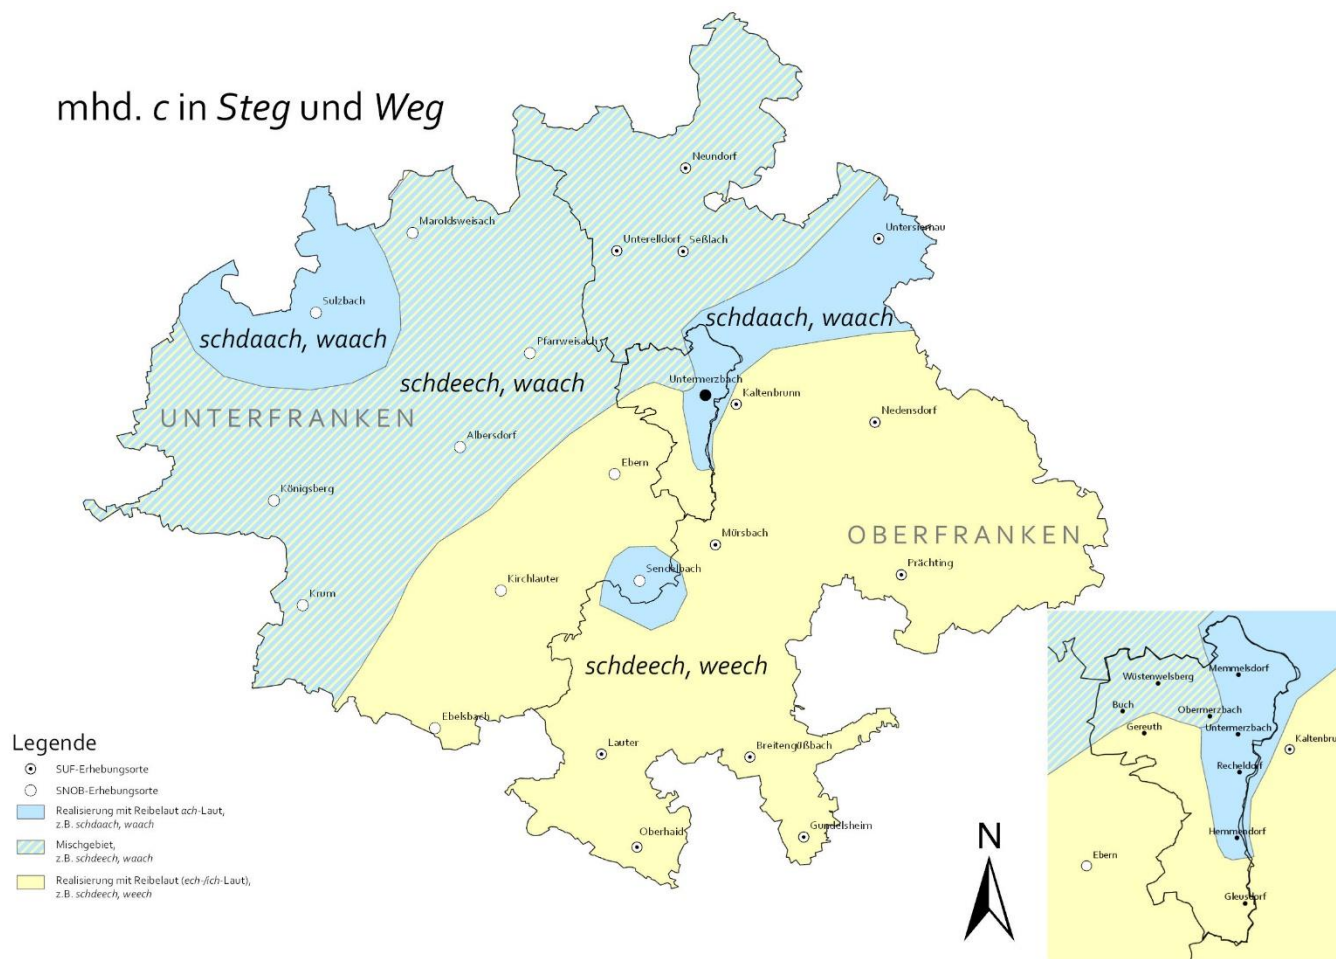 mhd. c in Steg und Weg
Neundorf
Maroldsweisach
Untersiemau
Unterelldorf
Seßlach
Sulzbach
schdaach, waach
schdaach, waach
Pfarrweisach
schdeech, waach
Untermerzbach
Kaltenbrunn
UNTERFRANKEN
Nedensdorf
Albersdorf
Ebern
Königsberg
OBERFRANKEN
Mürsbach
Prächting
Sendelbach
Kirchlauter
Krum
schdeech, weech
Memmelsdorf
Wüstenwelsberg
Buch
Obermerzbach
Gereuth
Untermerzbach
Kaltenbru
Recheldorf
Hemmendorf
Ebern
Gleusdorf
Ebelsbach
Lauter
Breitengüßbach
Oberhaid
Gundelsheim
N
Legende
SUF-Erhebungsorte
SNOB-Erhebungsorte
Realisierung mit Reibelaut ach-Laut,
z.B. schdaach, waach
Mischgebiet,
z.B. schdeech, waach
Realisierung mit Reibelaut (ech-/ich-Laut),
z.B. schdeech, weech